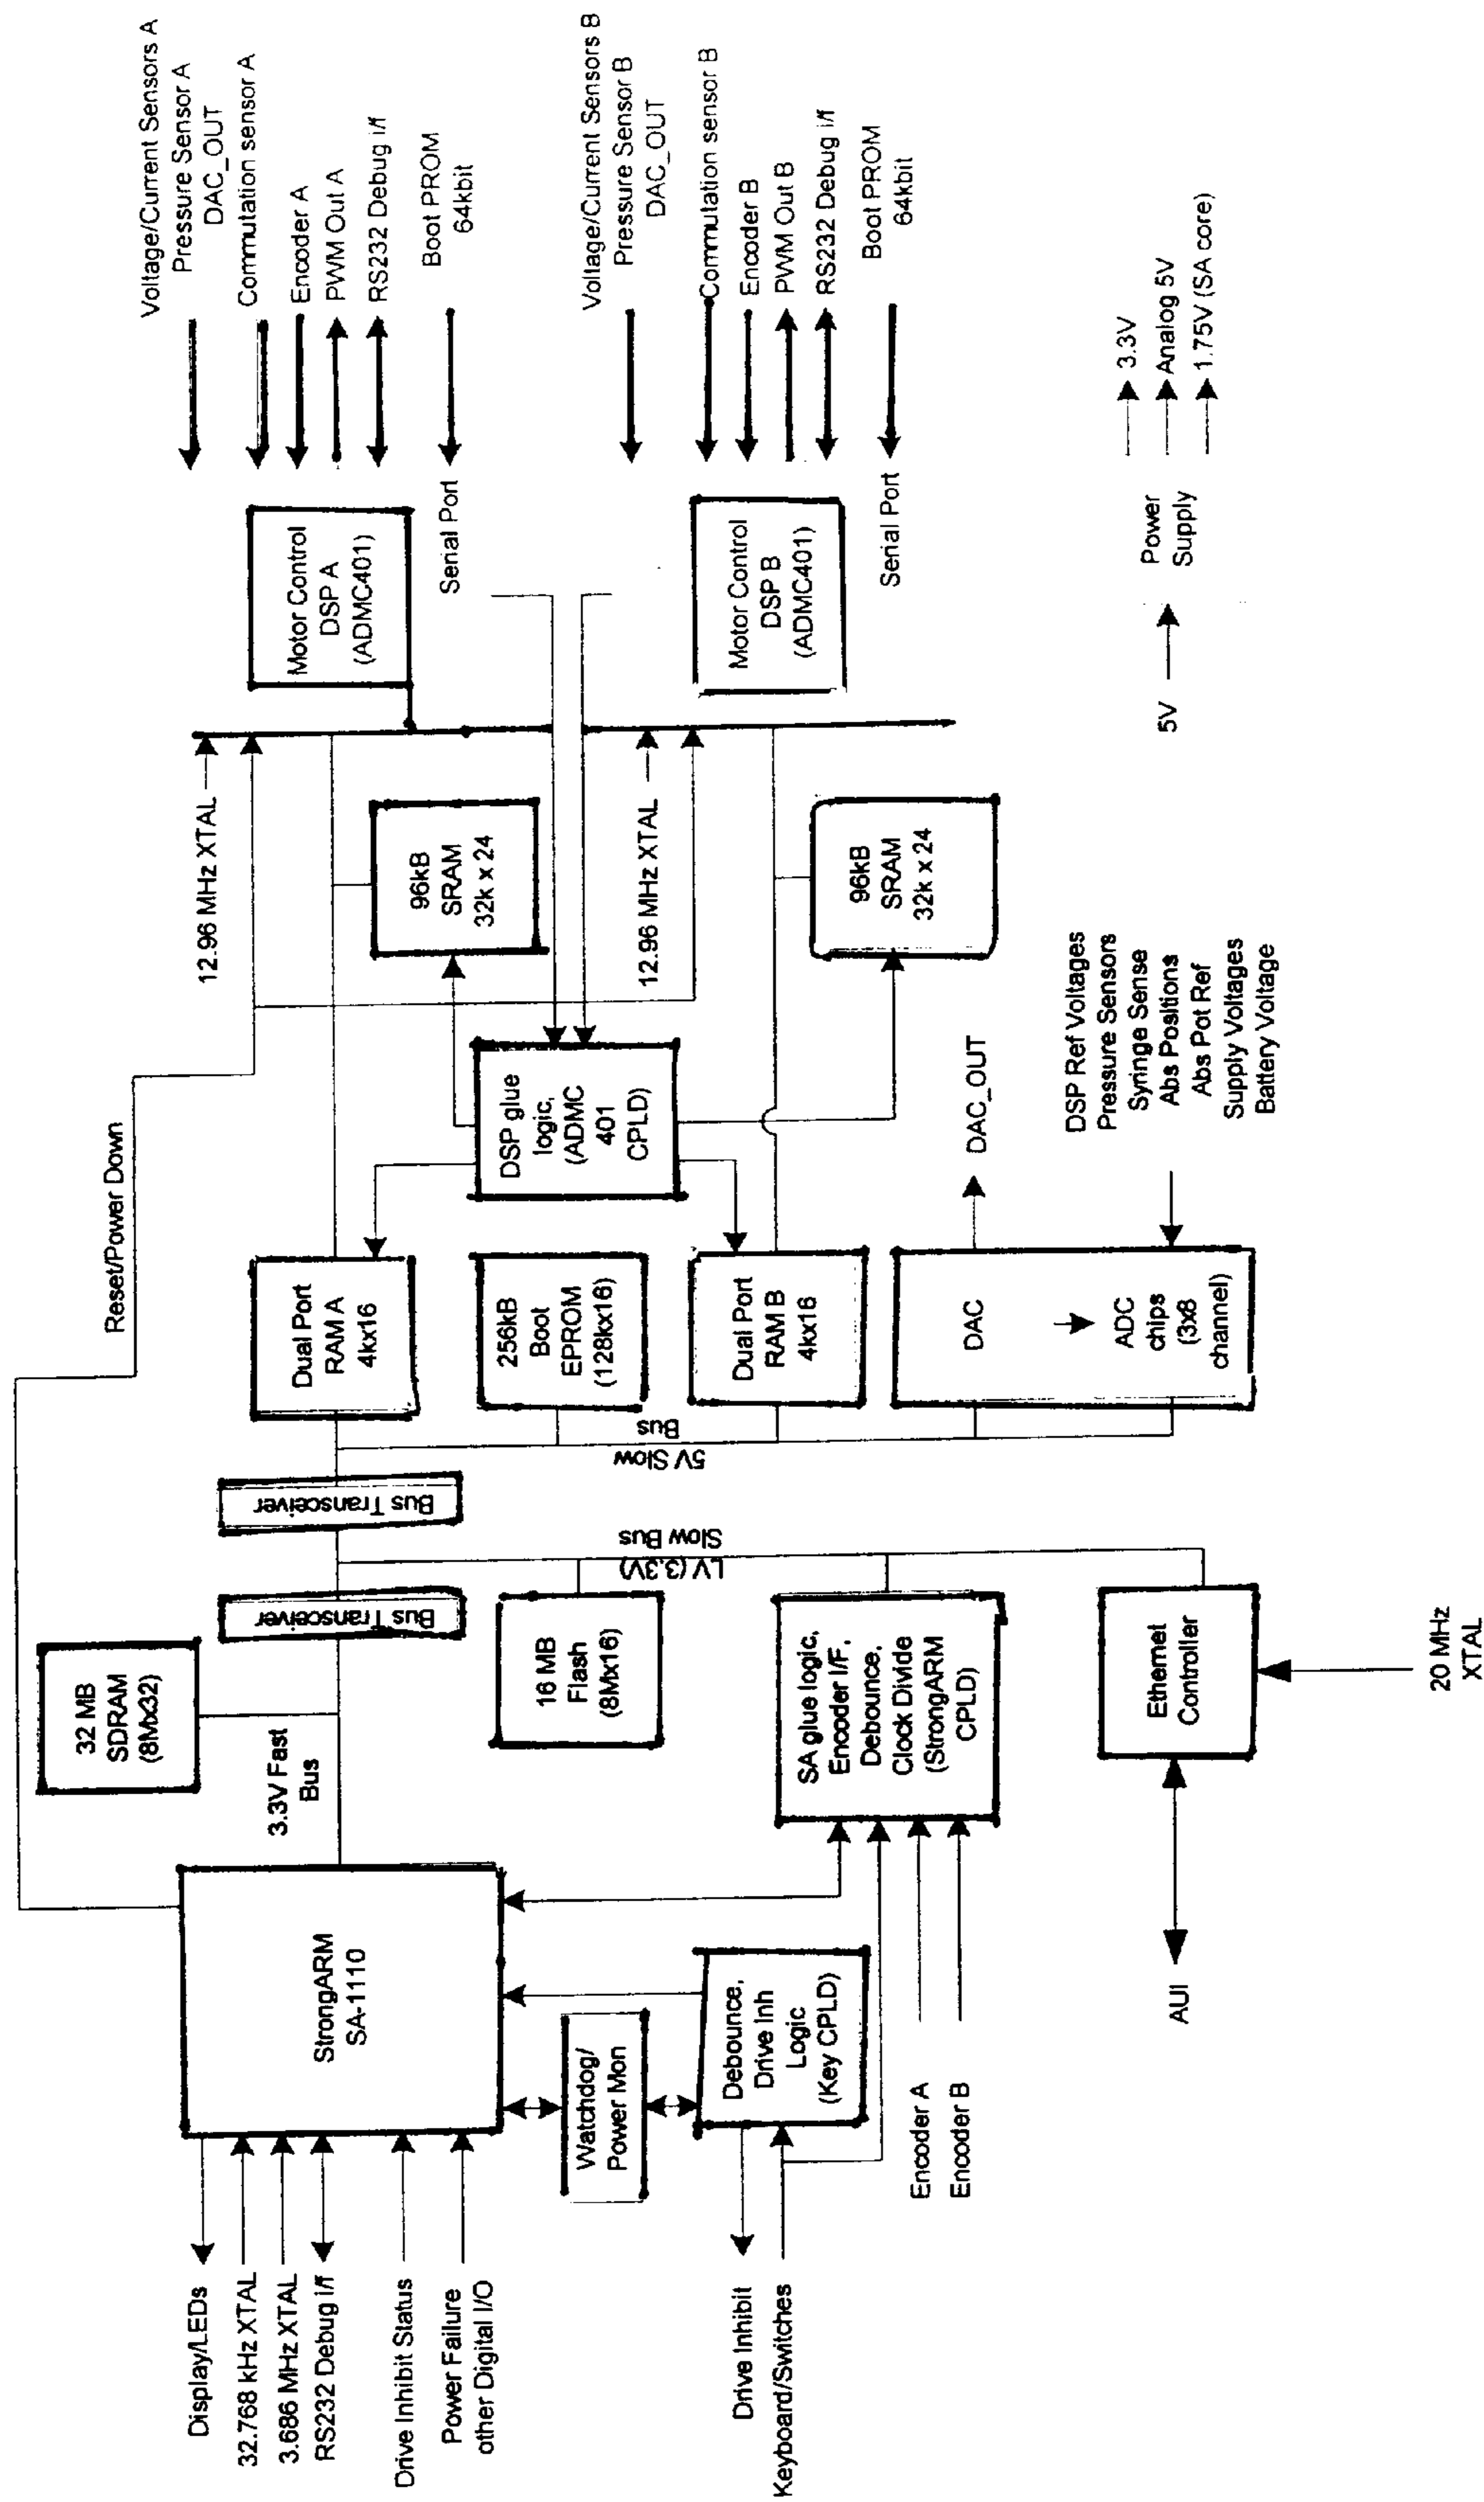 Display/LEDs
32.768 kHz XTAL
3.686 MHz XTAL
RS232 Debug i/f
Drive Inhibit Status
Power Failure
other Digital I/O
Drive Inhibit
Keyboard/Switches
Encoder A
Encoder B
AUI
20 MHz
XTAL
StrongARM
SA-1110
Watchdog/
Power Mon
Debounce,
Drive Inh
Logic
(Key CPLD)
32 MB
SDRAM
(8Mx32)
3.3V Fast
Bus
Bus Transceiver
16 MB
Flash
(8Mx16)
SA glue logic,
Encoder I/F,
Debounce,
Clock Divide
(StrongARM
CPLD)
Ethernet
Controller
LV (3.3V)
Slow Bus
Bus Transceiver
5V Slow
Bus
Reset/Power Down
Dual Port
RAM A
4kx16
256kB
Boot
EPROM
(128kx16)
Dual Port
RAM B
4kx16
DAC
ADC
chips
(3x8
channel)
DAC_OUT
DSP Ref Voltages
Pressure Sensors
Syringe Sense
Abs Positions
Abs Pot Ref
Supply Voltages
Battery Voltage
DSP glue
logic,
(ADMC
401
CPLD)
12.96 MHz XTAL
96kB
SRAM
32k x 24
12.96 MHz XTAL
96kB
SRAM
32k x 24
Motor Control
DSP A
(ADMC401)
Serial Port
Motor Control
DSP B
(ADMC401)
Serial Port
5V
Power
Supply
3.3V
Analog 5V
1.75V (SA core)
Voltage/Current Sensors A
Pressure Sensor A
DAC_OUT
Commutation sensor A
Encoder A
PWM Out A
RS232 Debug i/f
Boot PROM
64kbit
Voltage/Current Sensors B
Pressure Sensor B
DAC_OUT
Commutation sensor B
Encoder B
PWM Out B
RS232 Debug i/f
Boot PROM
64kbit